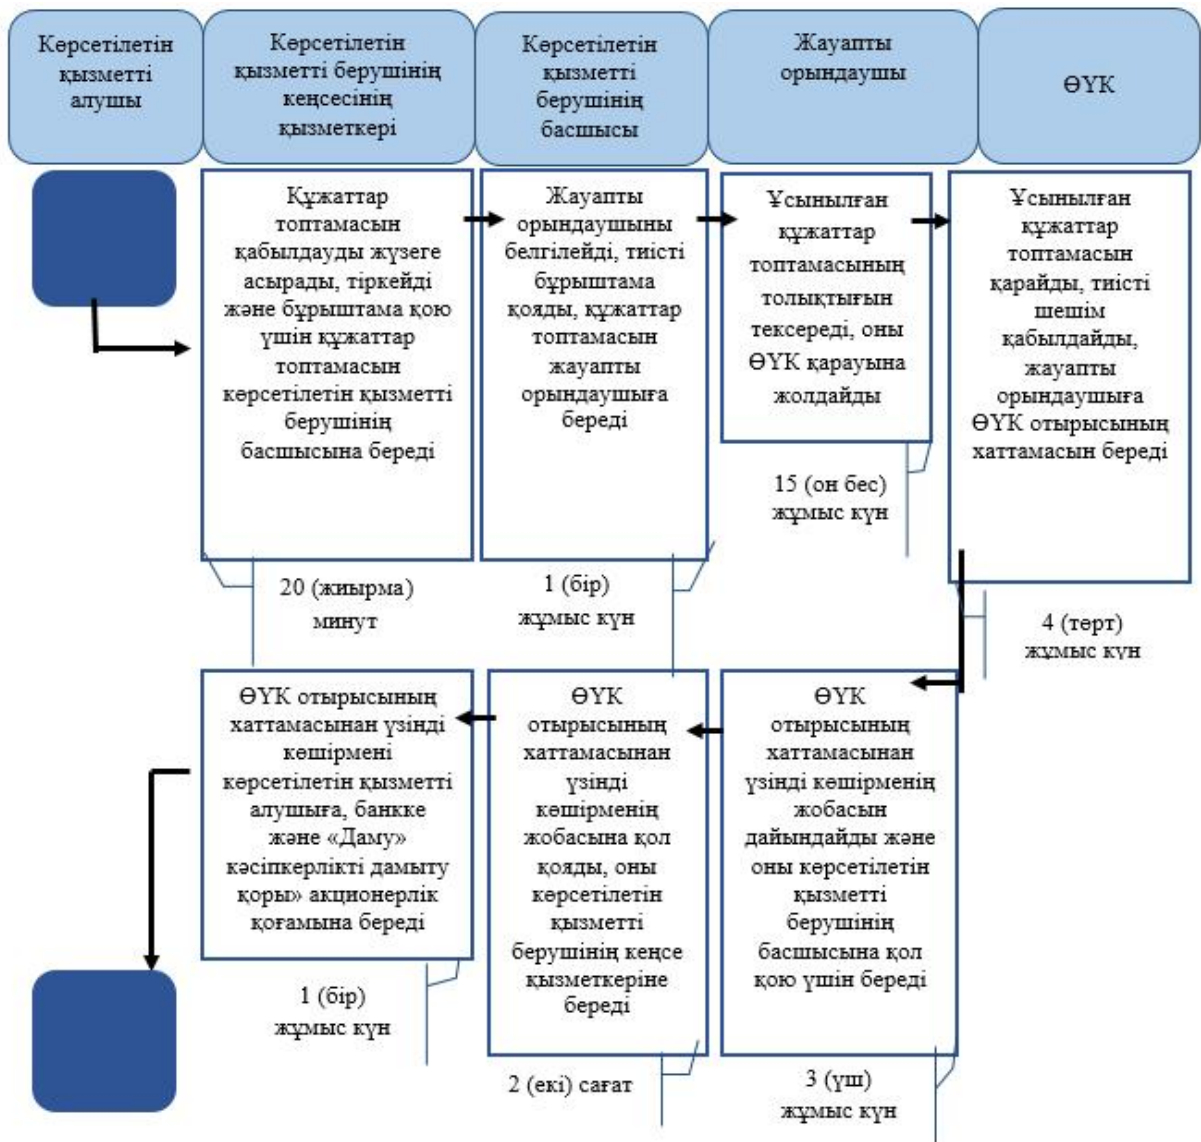 Көрсетілетін
қызметті
алушы
Көрсетілетін
қызметті берушінің
кеңсесінің
қызметкері
Көрсетілетін
қызметті
берушінің
басшысы
Жауапты
орындаушы
ӨҮК
Құжаттар
топтамасын
қабылдауды жүзеге
асырады, тіркейді
және бұрыштама қою
үшін құжаттар
топтамасын
көрсетілетін қызметті
берушінің
басшысына береді
Жауапты
орындаушыны
белгілейді, тиісті
бұрыштама
қояды, құжаттар
топтамасын
жауапты
орындаушыға
береді
Ұсынылған
құжаттар
топтамасының
толықтығын
тексереді, оны
ӨҮК қарауына
жолдайды
Ұсынылған
құжаттар
топтамасын
қарайды, тиісті
шешім
қабылдайды,
жауапты
орындаушыға
ӨҮК отырысының
хаттамасын береді
20 (жиырма)
минут
1 (бір)
жұмыс күн
15 (он бес)
жұмыс күн
4 (төрт)
жұмыс күн
ӨҮК отырысының
хаттамасынан үзінді
көшірмені
көрсетілетін қызметті
алушыға, банкке
және «Даму»
кәсіпкерлікті дамыту
қоры» акционерлік
қоғамына береді
ӨҮК
отырысының
хаттамасынан
үзінді
көшірменің
жобасына қол
қояды, оны
көрсетілетін
қызметті
берушінің кеңсе
қызметкеріне
береді
ӨҮК
отырысының
хаттамасынан
үзінді көшірменің
жобасын
дайындайды және
оны көрсетілетін
қызметті
берушінің
басшысына қол
қою үшін береді
1 (бір)
жұмыс күн
2 (екі) сағат
3 (үш)
жұмыс күн